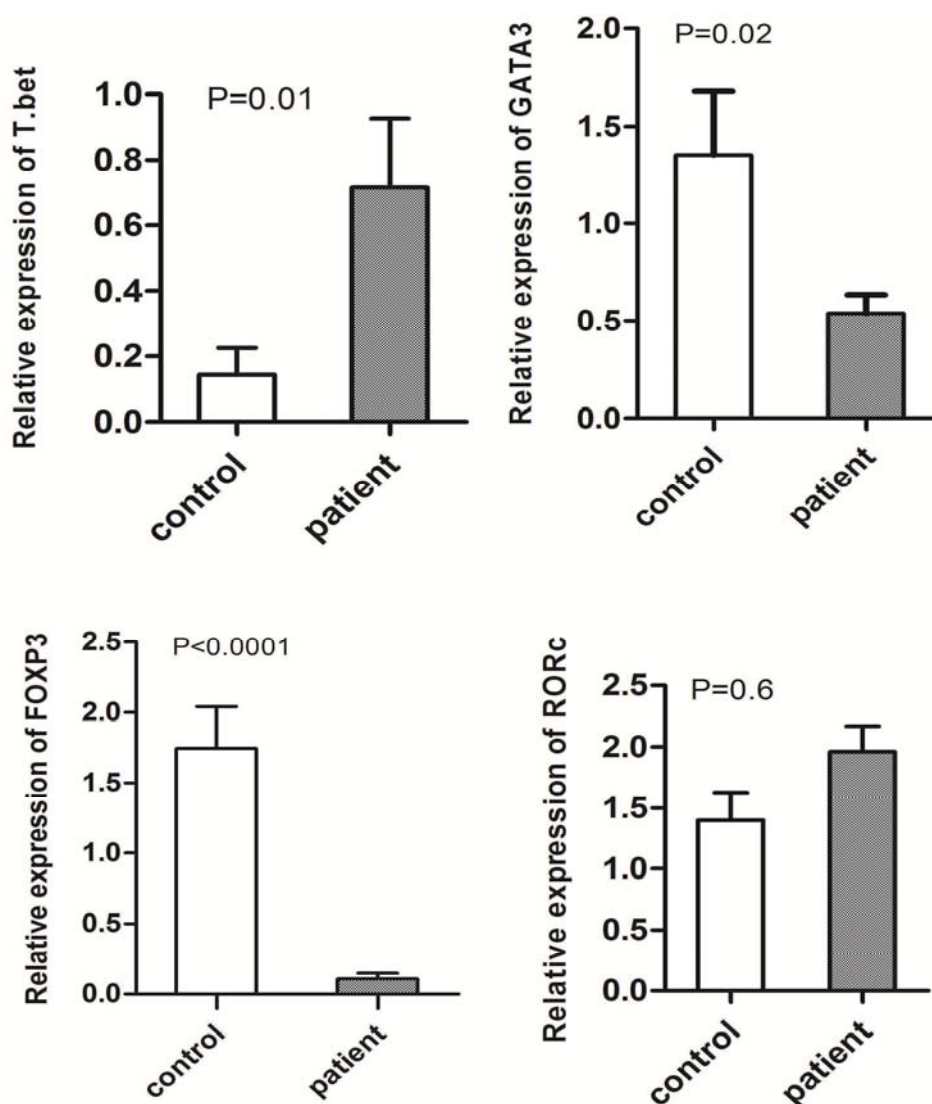 Relative expression of T.bet
P=0.01
1.0
0.8
0.6
0.4
0.2
0.0
control
patient
Relative expression of GATA3
P=0.02
2.0
1.5
1.0
0.5
0.0
control
patient
Relative expression of FOXP3
P<0.0001
2.5
2.0
1.5
1.0
0.5
0.0
control
patient
Relative expression of RORc
P=0.6
2.5
2.0
1.5
1.0
0.5
0.0
control
patient